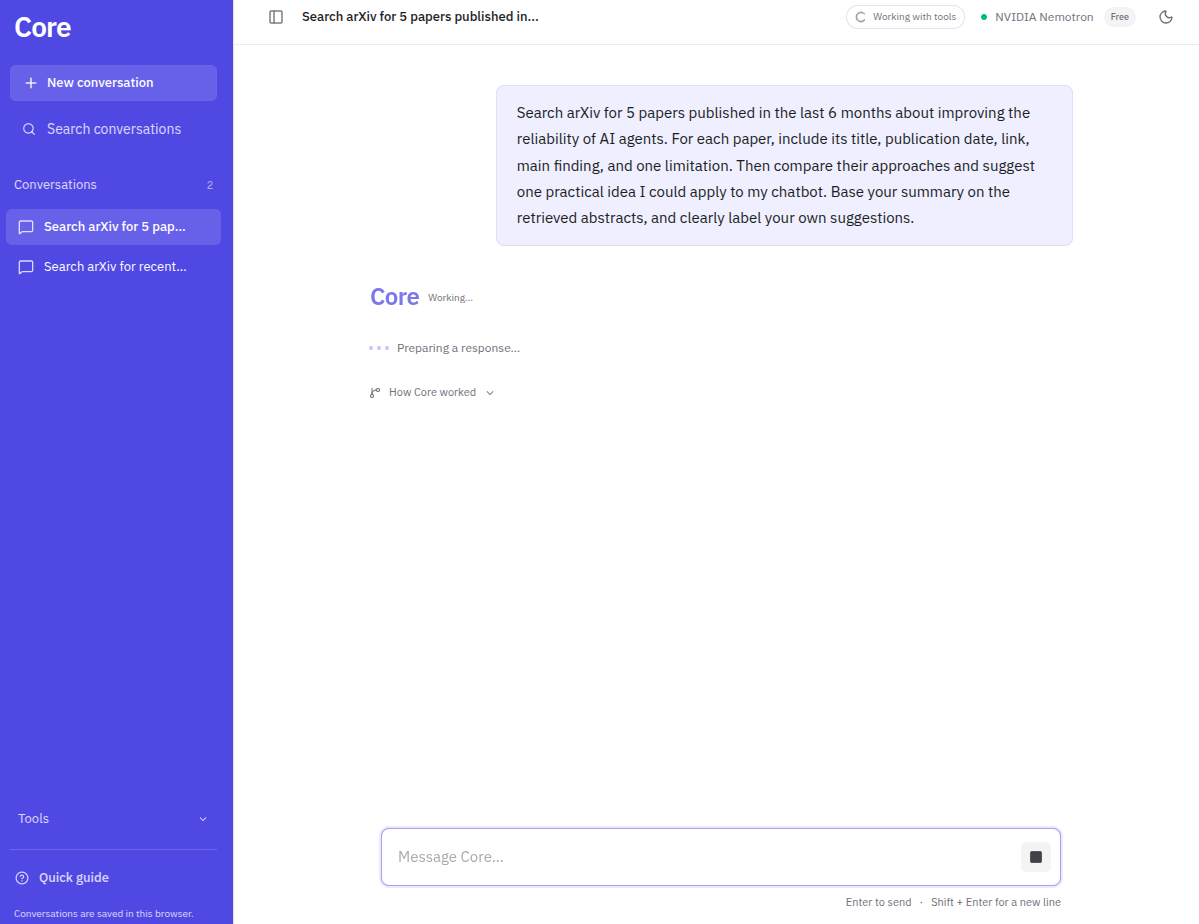 Core
New conversation
Search conversations
Conversations
2
Search arXiv for 5 pap...
Search arXiv for recent...
Tools
Quick guide
Conversations are saved in this browser.
Search arXiv for 5 papers published in...
Working with tools
NVIDIA Nemotron
Free
Search arXiv for 5 papers published in the last 6 months about improving the
reliability of AI agents. For each paper, include its title, publication date, link,
main finding, and one limitation. Then compare their approaches and suggest
one practical idea I could apply to my chatbot. Base your summary on the
retrieved abstracts, and clearly label your own suggestions.
Core Working...
Preparing a response...
How Core worked
Message Core...
Enter to send · Shift + Enter for a new line